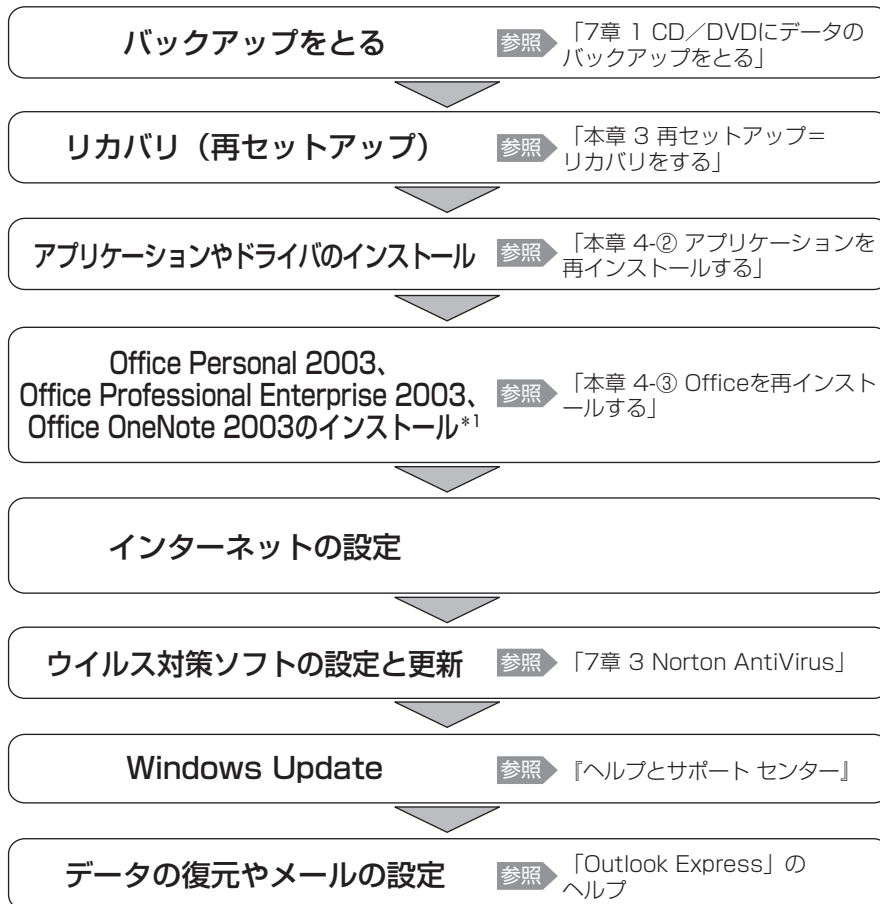 バックアップをとる
参照
「7章 1 CD／DVDにデータの
バックアップをとる」
リカバリ（再セットアップ）
参照
「本章 3 再セットアップ＝
リカバリをする」
アプリケーションやドライバのインストール
参照
「本章 4-② アプリケーションを
再インストールする」
Office Personal 2003、
Office Professional Enterprise 2003、
Office OneNote 2003のインストール*1
参照
「本章 4-③ Officeを再インスト
ールする」
インターネットの設定
ウイルス対策ソフトの設定と更新
参照
「7章 3 Norton AntiVirus」
Windows Update
参照
『ヘルプとサポート センター』
データの復元やメールの設定
参照
「Outlook Express」の
ヘルプ